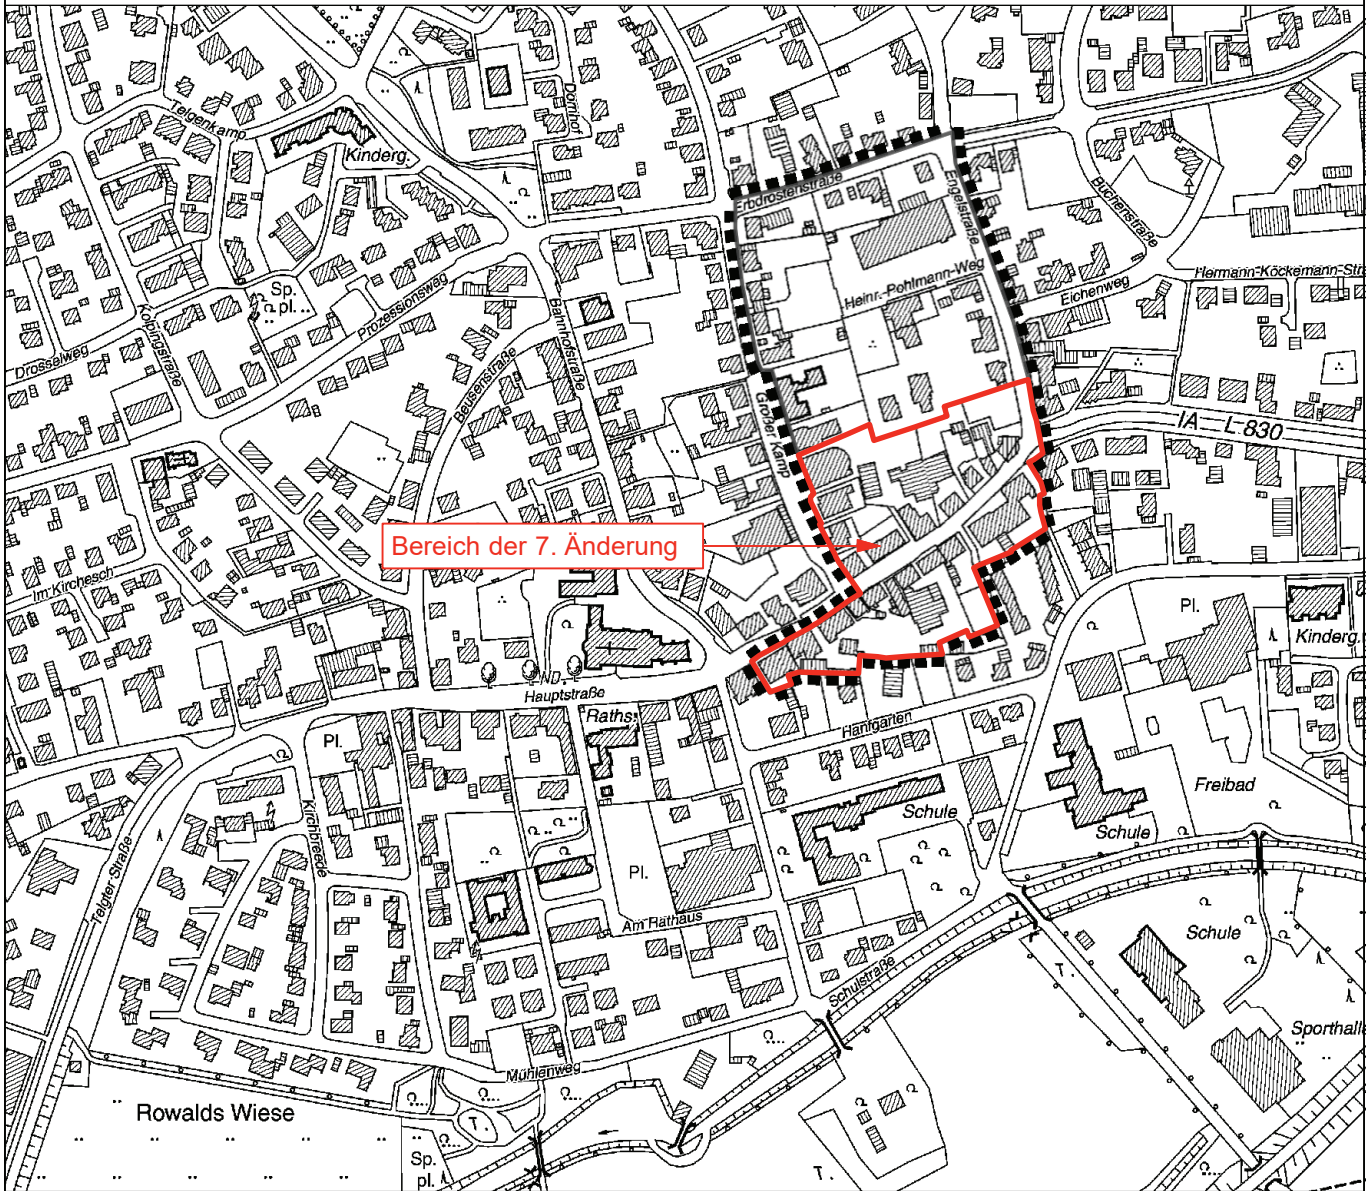 Telgenkamp
Kinderg.
Dornhof
Erbdrostenstraße
Engelstraße
Buchenstraße
Hermann-Köckemann-Str
Eichenweg
Heinr.-Pohlmann-Weg
Sp.
pl.
Prozessionsweg
Kolpingstraße
Drosselweg
Bahnhofstraße
Beusenstraße
Großer Kamp
IA L 830
Bereich der 7. Änderung
Im Kirchesch
Pl.
Kinderg.
ND
Hauptstraße
Raths.
Hanfgarten
Pl.
Kirchbreede
Telgter Straße
Schule
Schule
Freibad
Pl.
Am Rathaus
Schule
Schulstraße
T.
Sporthalle
Mühlenweg
Rowalds Wiese
T.
Sp.
pl.
T.